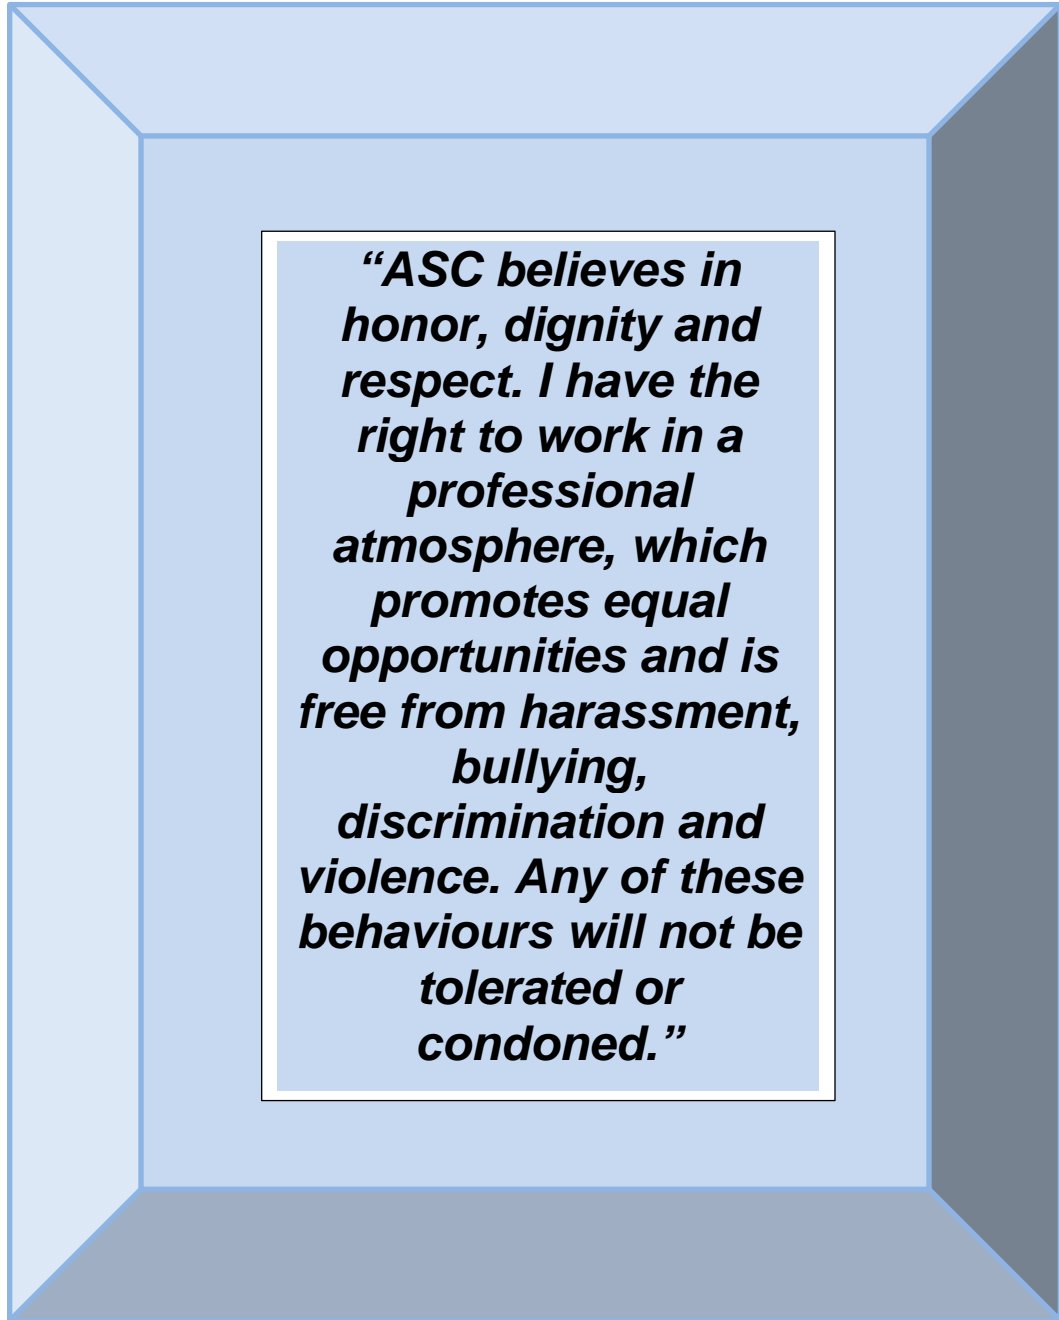 “ASC believes in
honor, dignity and
respect. I have the
right to work in a
professional
atmosphere, which
promotes equal
opportunities and is
free from harassment,
bullying,
discrimination and
violence. Any of these
behaviours will not be
tolerated or
condoned.”